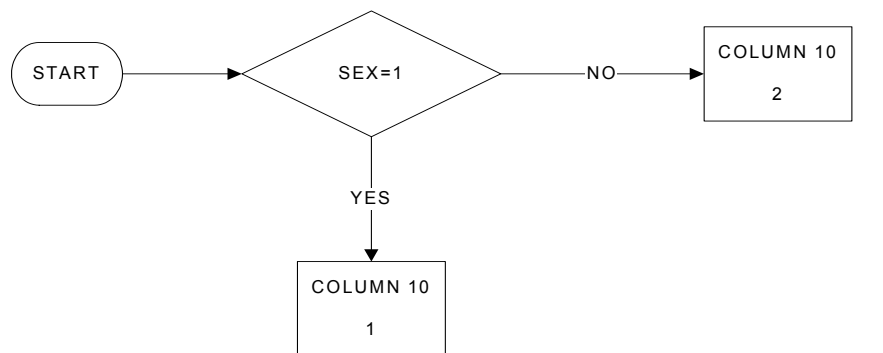 START
SEX=1
NO
COLUMN 10
2
YES
COLUMN 10
1